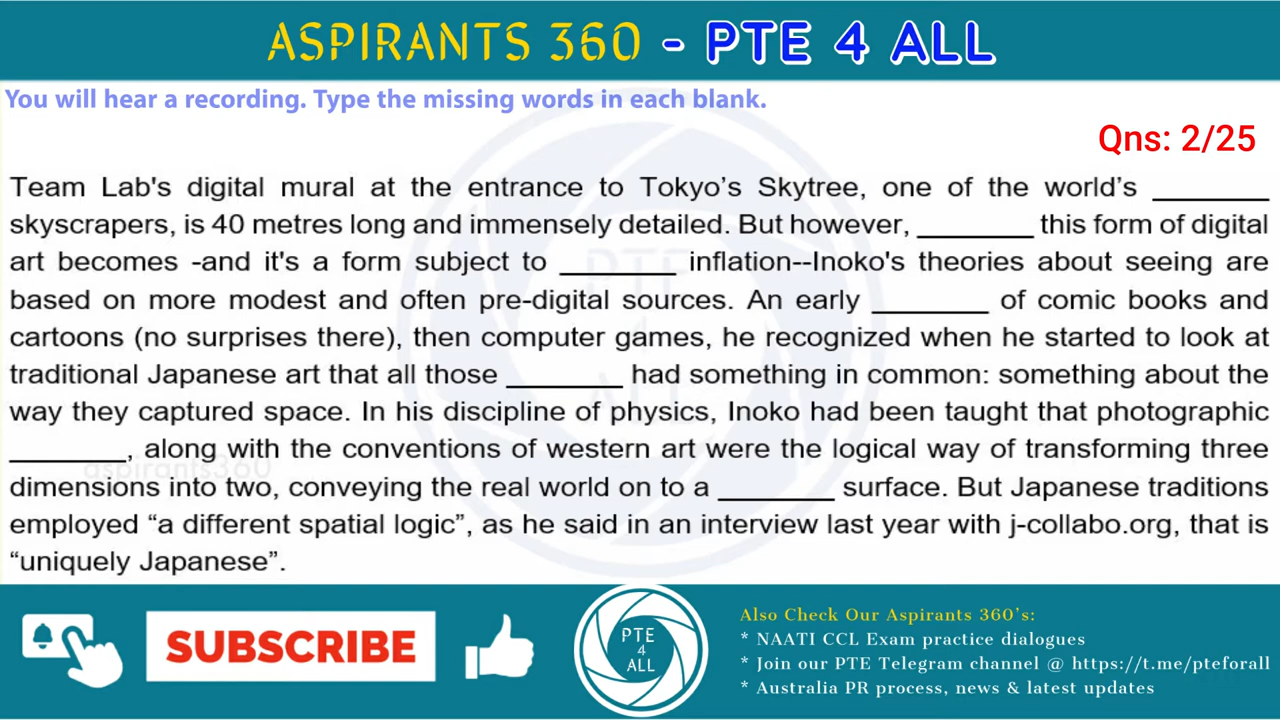 ASPIRANTS 360 - PTE 4 ALL
You will hear a recording. Type the missing words in each blank.
Qns: 2/25
Team Lab's digital mural at the entrance to Tokyo's Skytree, one of the world's ________
skyscrapers, is 40 metres long and immensely detailed. But however, ________ this form of digital
art becomes -and it's a form subject to ________ inflation--Inoko's theories about seeing are
based on more modest and often pre-digital sources. An early ________ of comic books and
cartoons (no surprises there), then computer games, he recognized when he started to look at
traditional Japanese art that all those ________ had something in common: something about the
way they captured space. In his discipline of physics, Inoko had been taught that photographic
________, along with the conventions of western art were the logical way of transforming three
dimensions into two, conveying the real world on to a ________ surface. But Japanese traditions
employed “a different spatial logic”, as he said in an interview last year with j-collabo.org, that is
“uniquely Japanese”.
PTE
4
ALL
aspirants360
SUBSCRIBE
PTE
4
ALL
Also Check Our Aspirants 360's:
* NAATI CCL Exam practice dialogues
* Join our PTE Telegram channel @ https://t.me/pteforall
* Australia PR process, news & latest updates